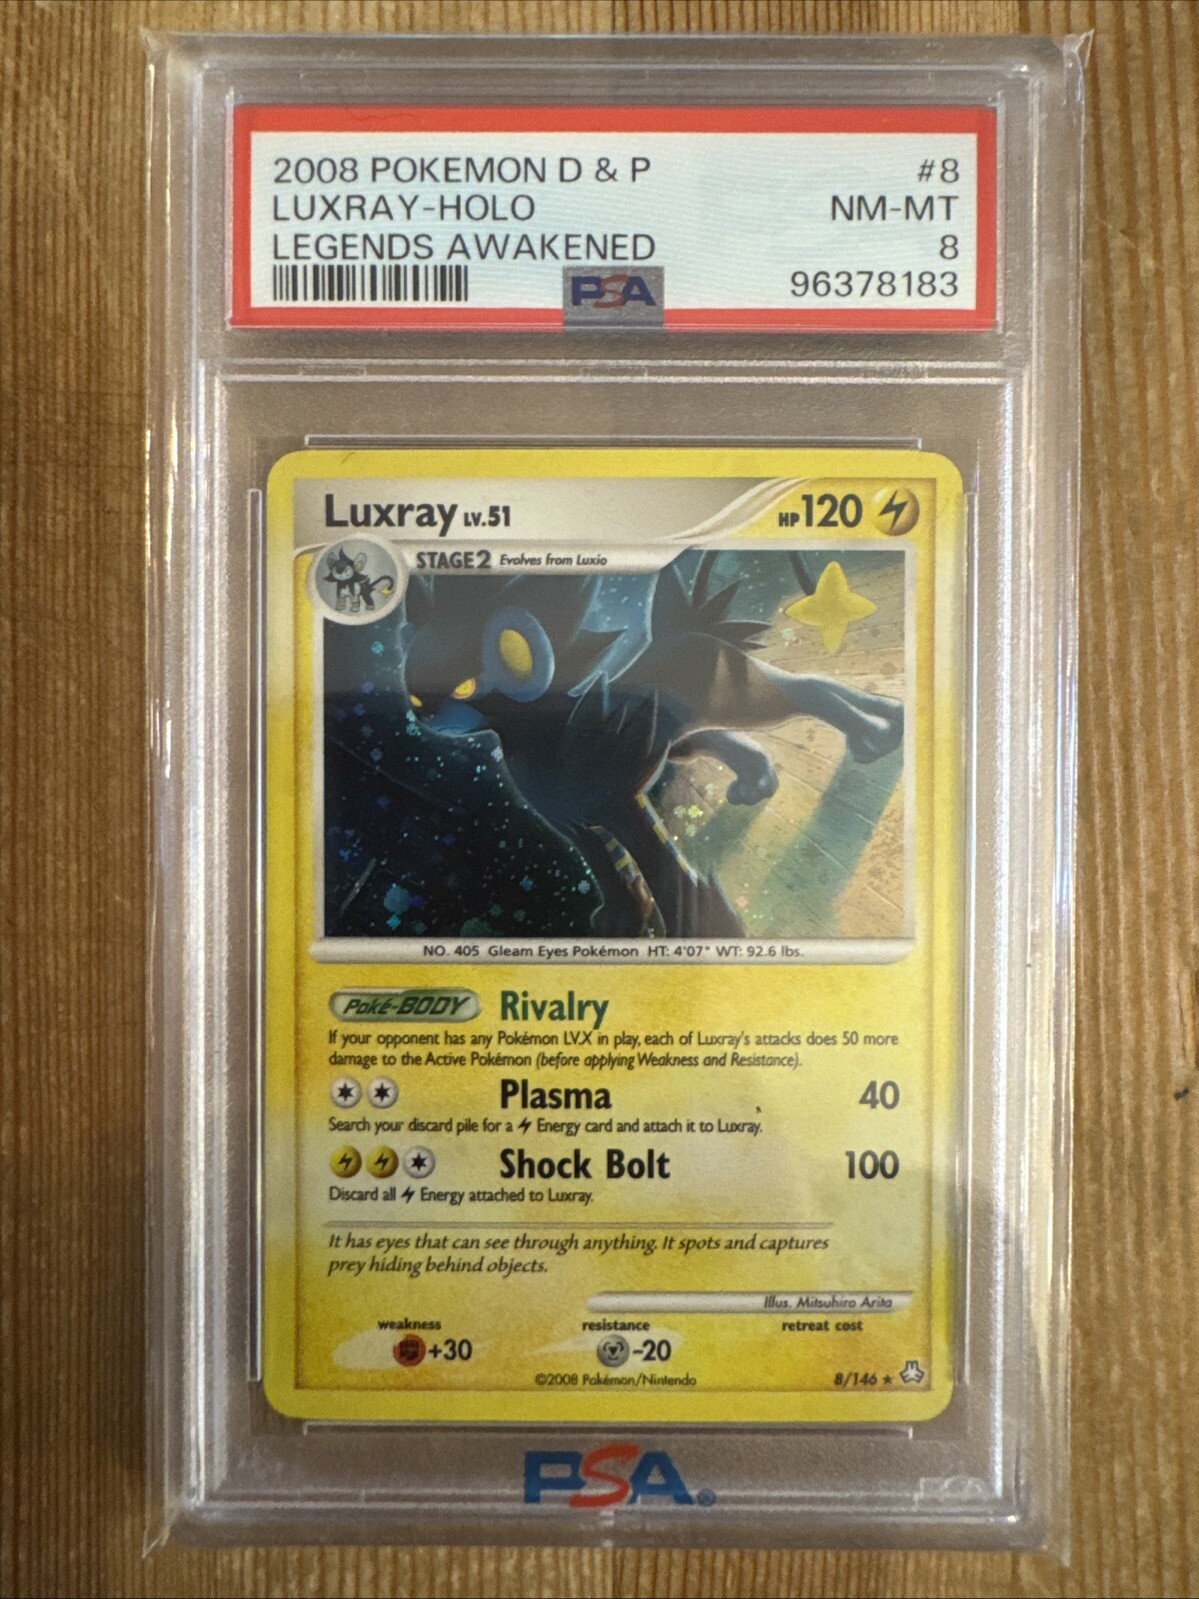 2008 POKEMON D & P #8
LUXRAY-HOLO NM-MT
LEGENDS AWAKENED 8
PSA 96378183
Luxray LV.51 HP 120
STAGE2 Evolves from Luxio
NO. 405 Gleam Eyes Pokémon HT: 4'07" WT: 92.6 lbs.
Poké-BODY Rivalry
If your opponent has any Pokémon LV.X in play, each of Luxray's attacks does 50 more
damage to the Active Pokémon (before applying Weakness and Resistance).
Plasma 40
Search your discard pile for a Energy card and attach it to Luxray.
Shock Bolt 100
Discard all Energy attached to Luxray.
It has eyes that can see through anything. It spots and captures
prey hiding behind objects.
Illus. Mitsuhiro Arita
weakness resistance retreat cost
+30 -20
©2008 Pokémon/Nintendo 8/146 ★
PSA®